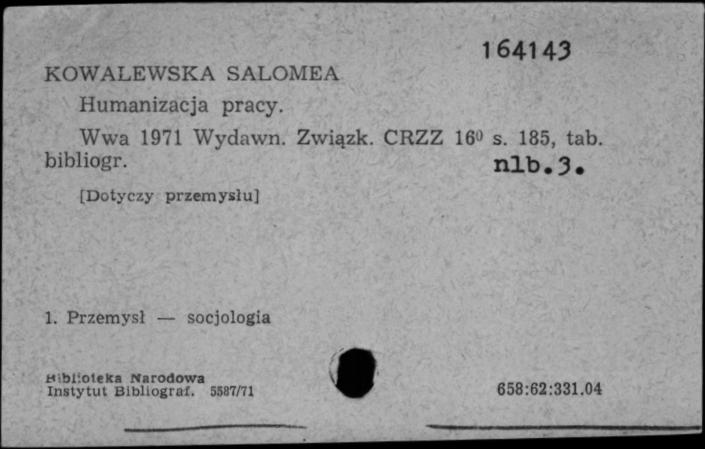 164143
KOWALEWSKA SALOMEA
Humanizacja pracy.
Wwa 1971 Wydawn. Związk. CRZZ 16⁰ s. 185, tab.
bibliogr. nlb.3.
[Dotyczy przemysłu]
1. Przemysł — socjologia
Biblioteka Narodowa
Instytut Bibliograf. 5587/71
658:62:331.04